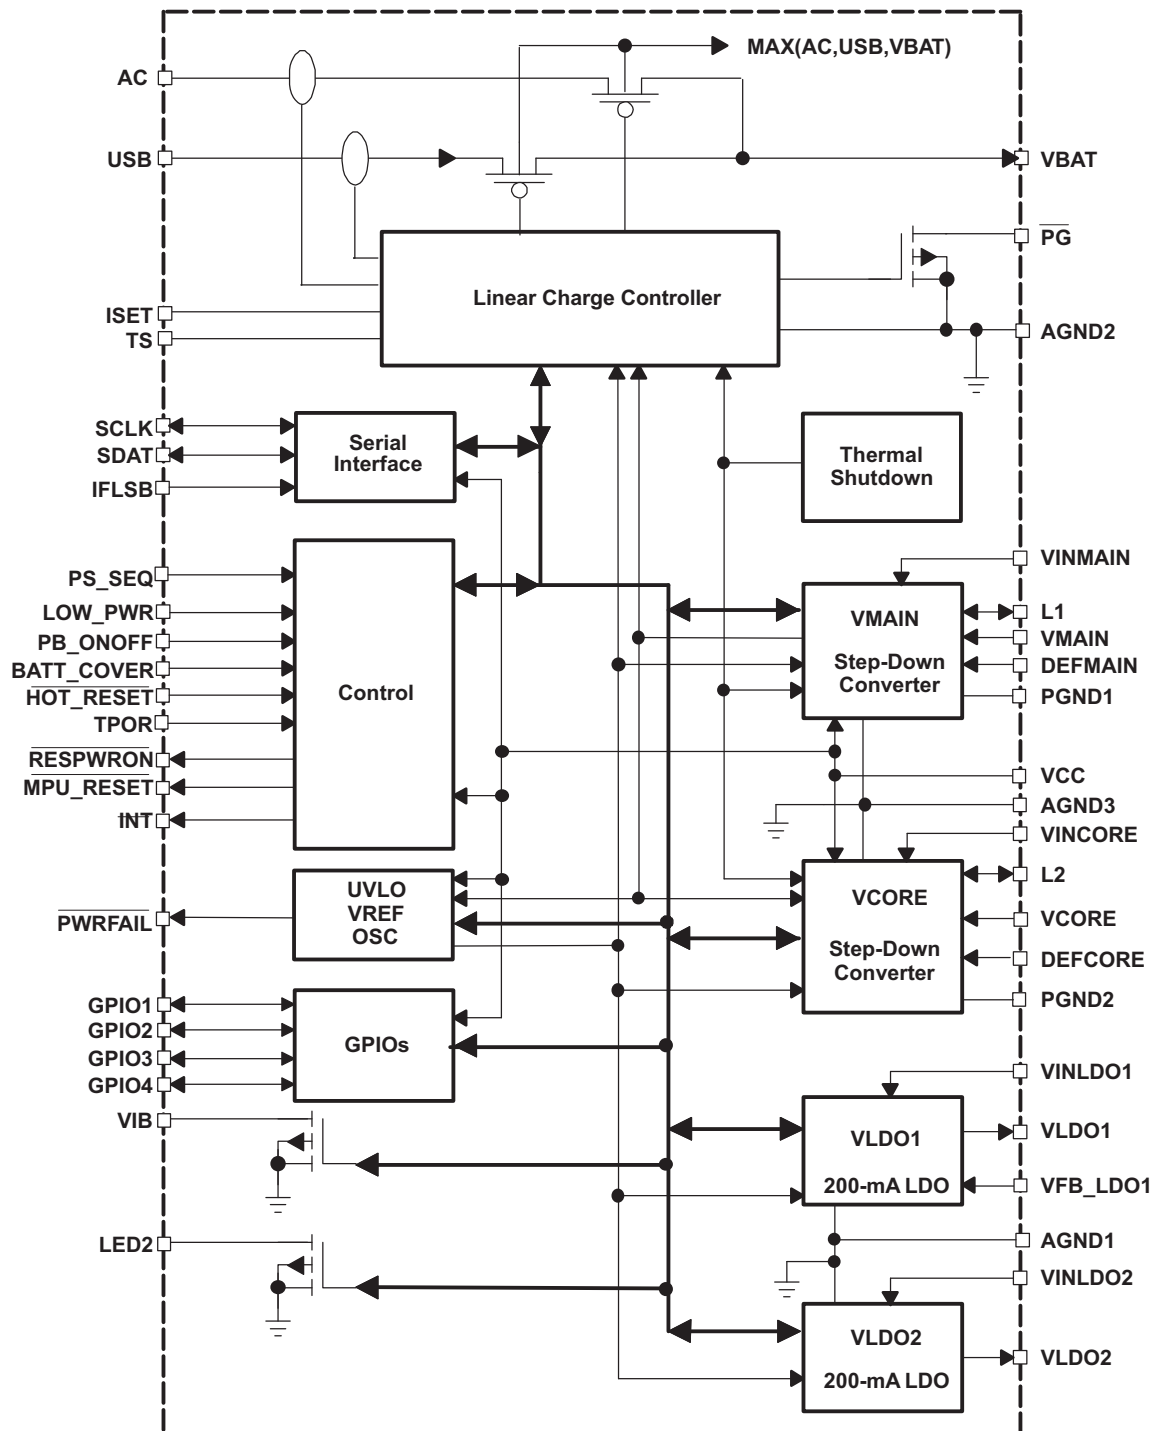 MAX(AC,USB,VBAT)
AC
USB
VBAT
PG
Linear Charge Controller
ISET
TS
AGND2
SCLK
SDAT
IFLSB
Serial
Interface
Thermal
Shutdown
PS_SEQ
LOW_PWR
PB_ONOFF
BATT_COVER
HOT_RESET
TPOR
RESPWRON
MPU_RESET
INT
Control
VINMAIN
VMAIN
Step-Down
Converter
L1
VMAIN
DEFMAIN
PGND1
VCC
AGND3
VINCORE
UVLO
VREF
OSC
PWRFAIL
VCORE
Step-Down
Converter
L2
VCORE
DEFCORE
PGND2
GPIO1
GPIO2
GPIO3
GPIO4
GPIOs
VIB
VINLDO1
VLDO1
200-mA LDO
VLDO1
VFB_LDO1
LED2
AGND1
VINLDO2
VLDO2
200-mA LDO
VLDO2